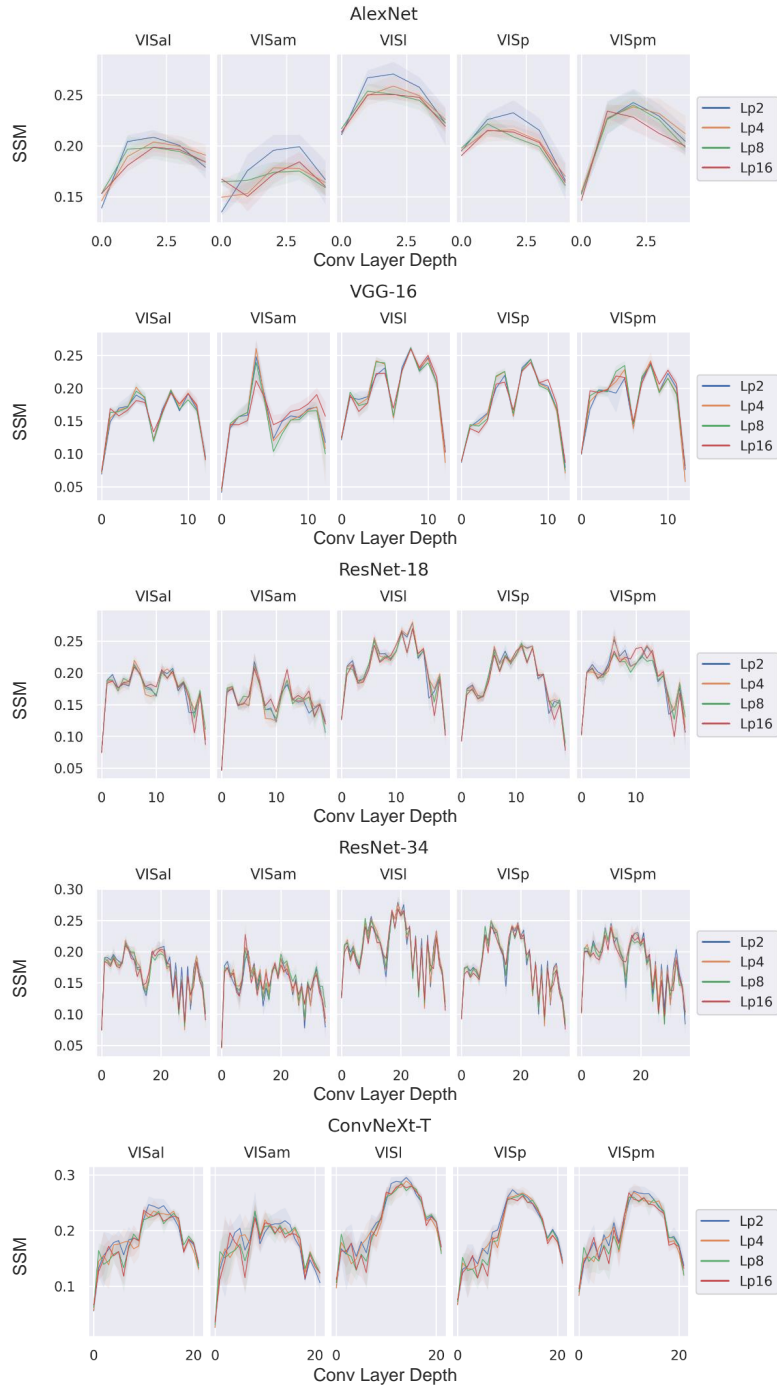 AlexNet
VISal VISam VISl VISp VISpm
SSM
0.25
0.20
0.15
0.0 2.5 0.0 2.5 0.0 2.5 0.0 2.5 0.0 2.5
Conv Layer Depth
Lp2
Lp4
Lp8
Lp16
VGG-16
VISal VISam VISl VISp VISpm
SSM
0.25
0.20
0.15
0.10
0.05
0 10 0 10 0 10 0 10 0 10
Conv Layer Depth
Lp2
Lp4
Lp8
Lp16
ResNet-18
VISal VISam VISl VISp VISpm
SSM
0.25
0.20
0.15
0.10
0.05
0 10 0 10 0 10 0 10 0 10
Conv Layer Depth
Lp2
Lp4
Lp8
Lp16
ResNet-34
VISal VISam VISl VISp VISpm
SSM
0.30
0.25
0.20
0.15
0.10
0.05
0 20 0 20 0 20 0 20 0 20
Conv Layer Depth
Lp2
Lp4
Lp8
Lp16
ConvNeXt-T
VISal VISam VISl VISp VISpm
SSM
0.3
0.2
0.1
0 20 0 20 0 20 0 20 0 20
Conv Layer Depth
Lp2
Lp4
Lp8
Lp16